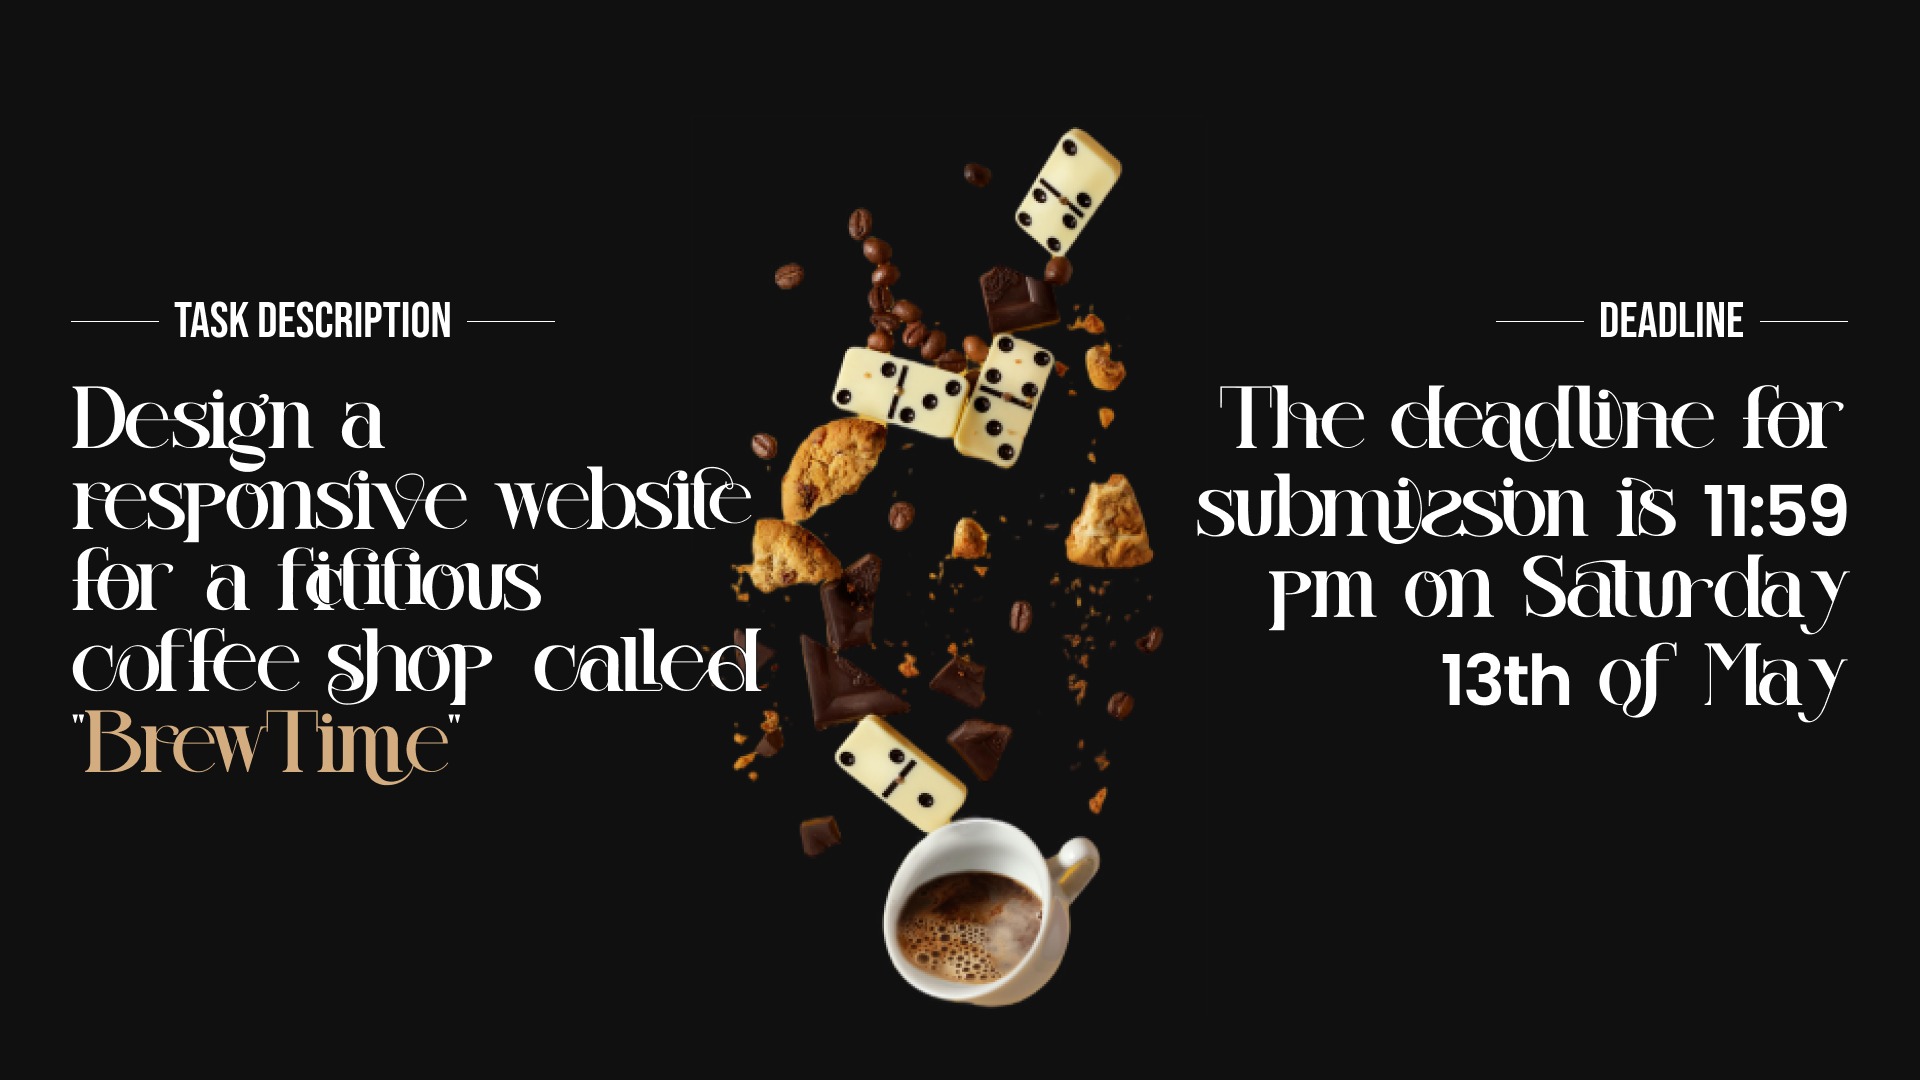 TASK DESCRIPTION
Design a
responsive website
for a fictitious
coffee shop called
"BrewTime"
DEADLINE
The deadline for
submission is 11:59
pm on Saturday
13th of May